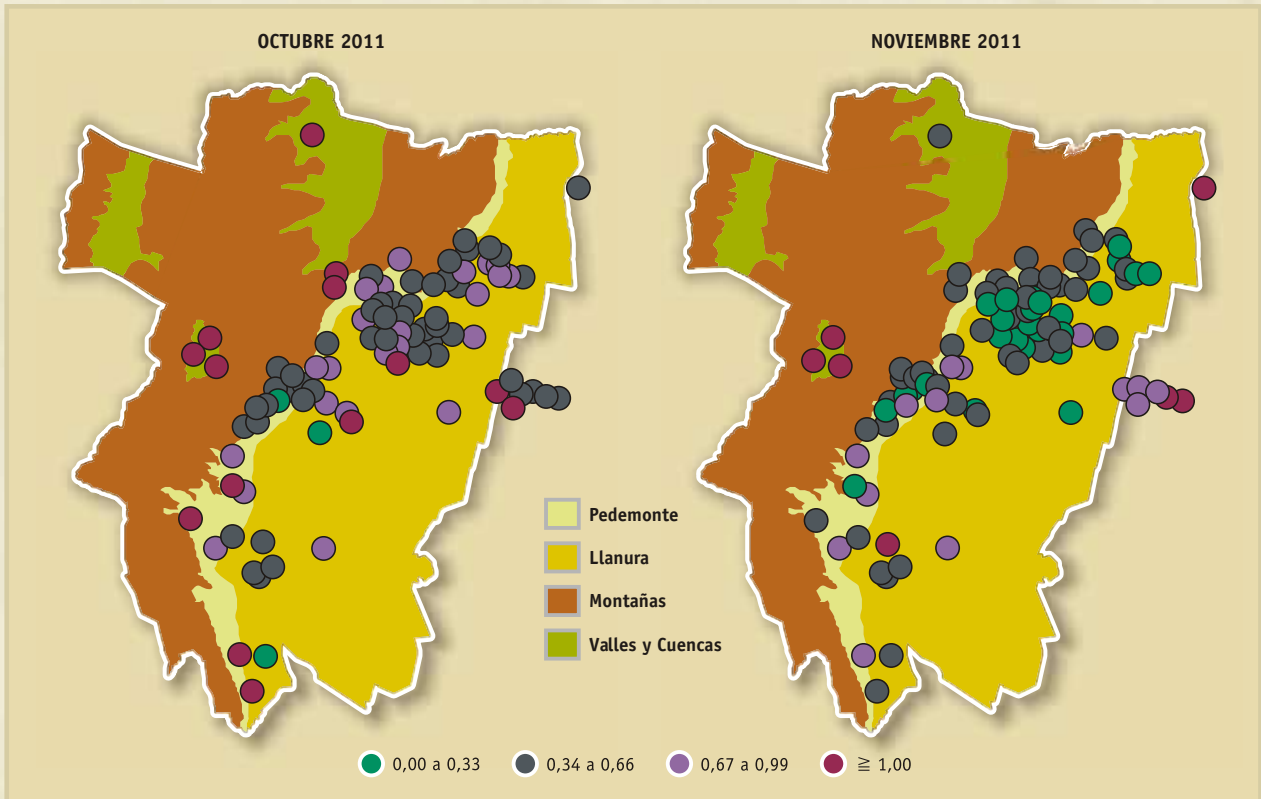 OCTUBRE 2011
NOVIEMBRE 2011
Pedemonte
Llanura
Montañas
Valles y Cuencas
0,00 a 0,33
0,34 a 0,66
0,67 a 0,99
≧ 1,00